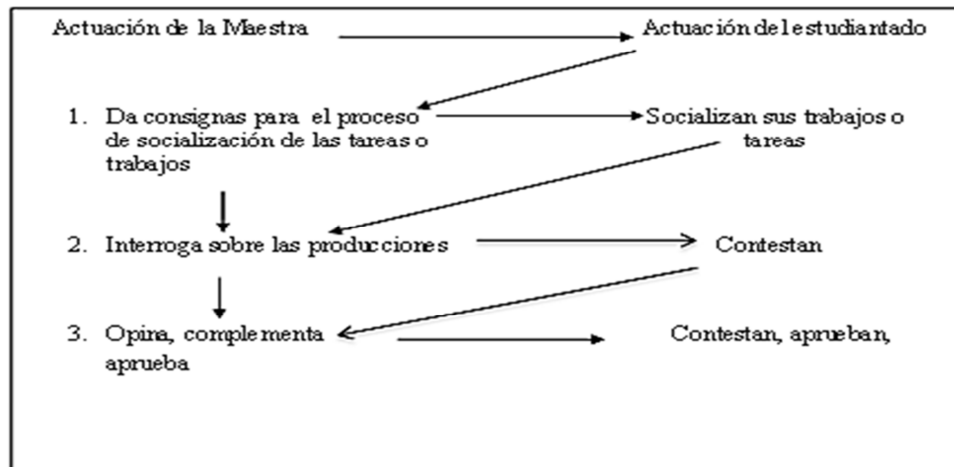 Actuación de la Maestra Actuación del estudiantado
1. Da consignas para el proceso Socializan sus trabajos o
de socialización de las tareas o tareas
trabajos
2. Interroga sobre las producciones Contestan
3. Opina, complementa Contestan, aprueban,
aprueba